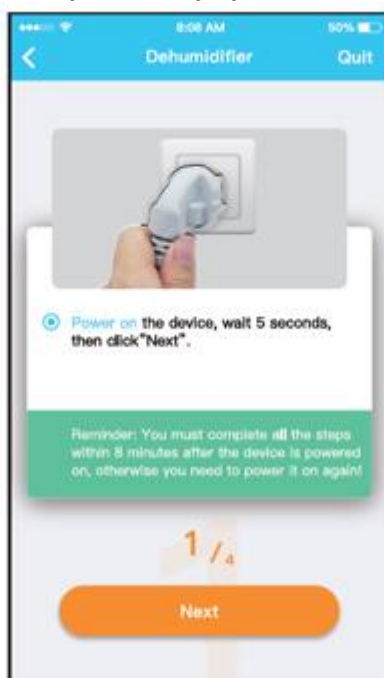 8:08 AM
50%
Dehumidifier
Quit
Power on the device, wait 5 seconds,
then click"Next".
Reminder: You must complete all the steps
within 8 minutes after the device is powered
on, otherwise you need to power it on again!
1/4
Next